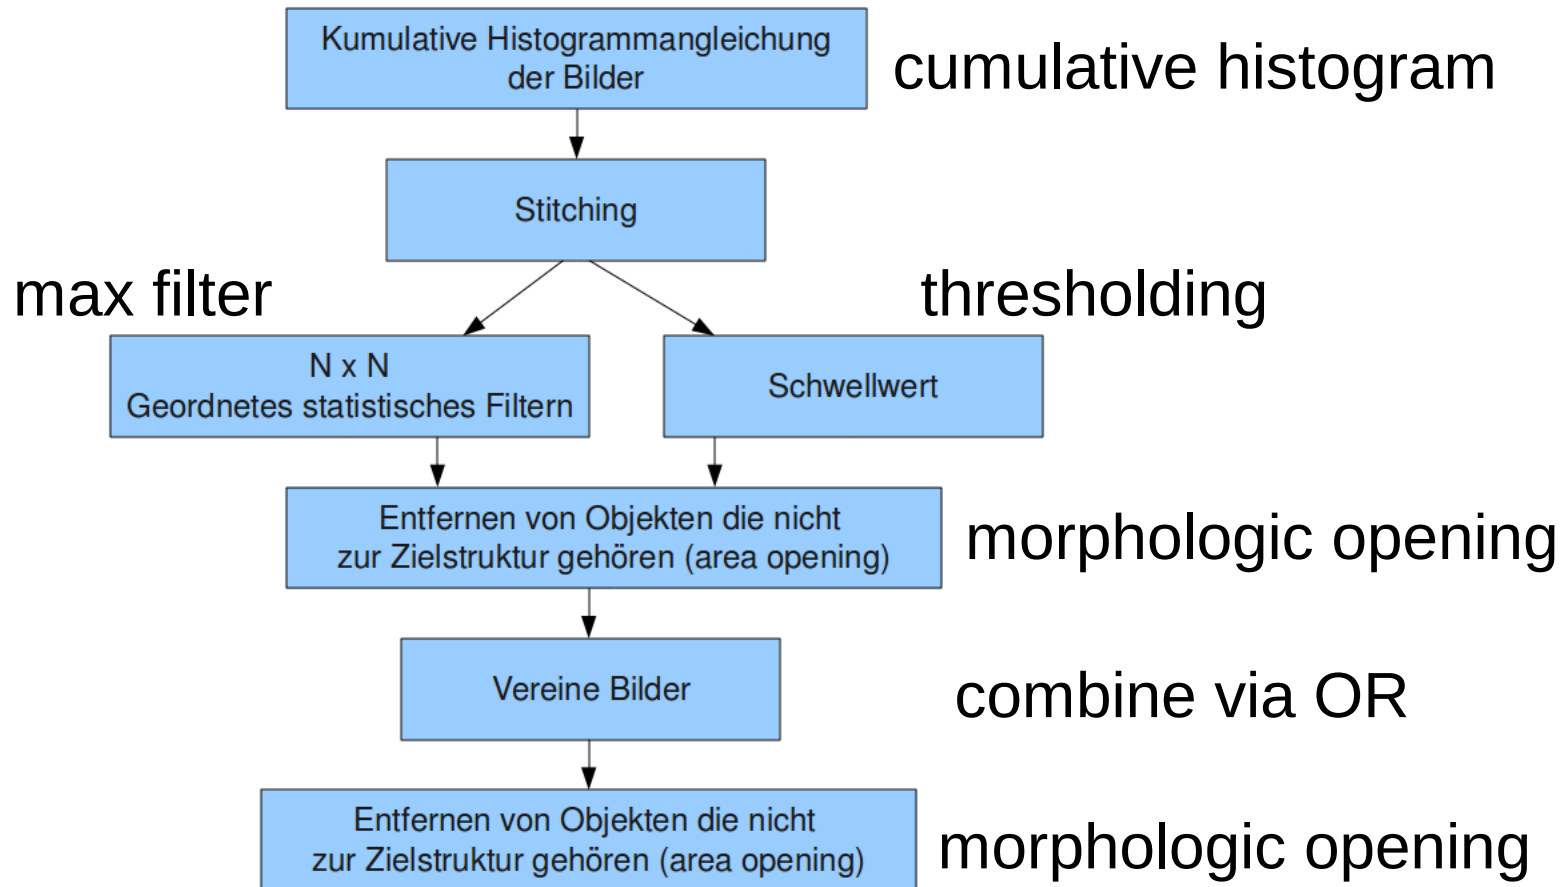 Kumulative Histogrammangleichung
der Bilder
cumulative histogram
Stitching
max filter
thresholding
N x N
Geordnetes statistisches Filtern
Schwellwert
Entfernen von Objekten die nicht
zur Zielstruktur gehören (area opening)
morphologic opening
Vereine Bilder
combine via OR
Entfernen von Objekten die nicht
zur Zielstruktur gehören (area opening)
morphologic opening